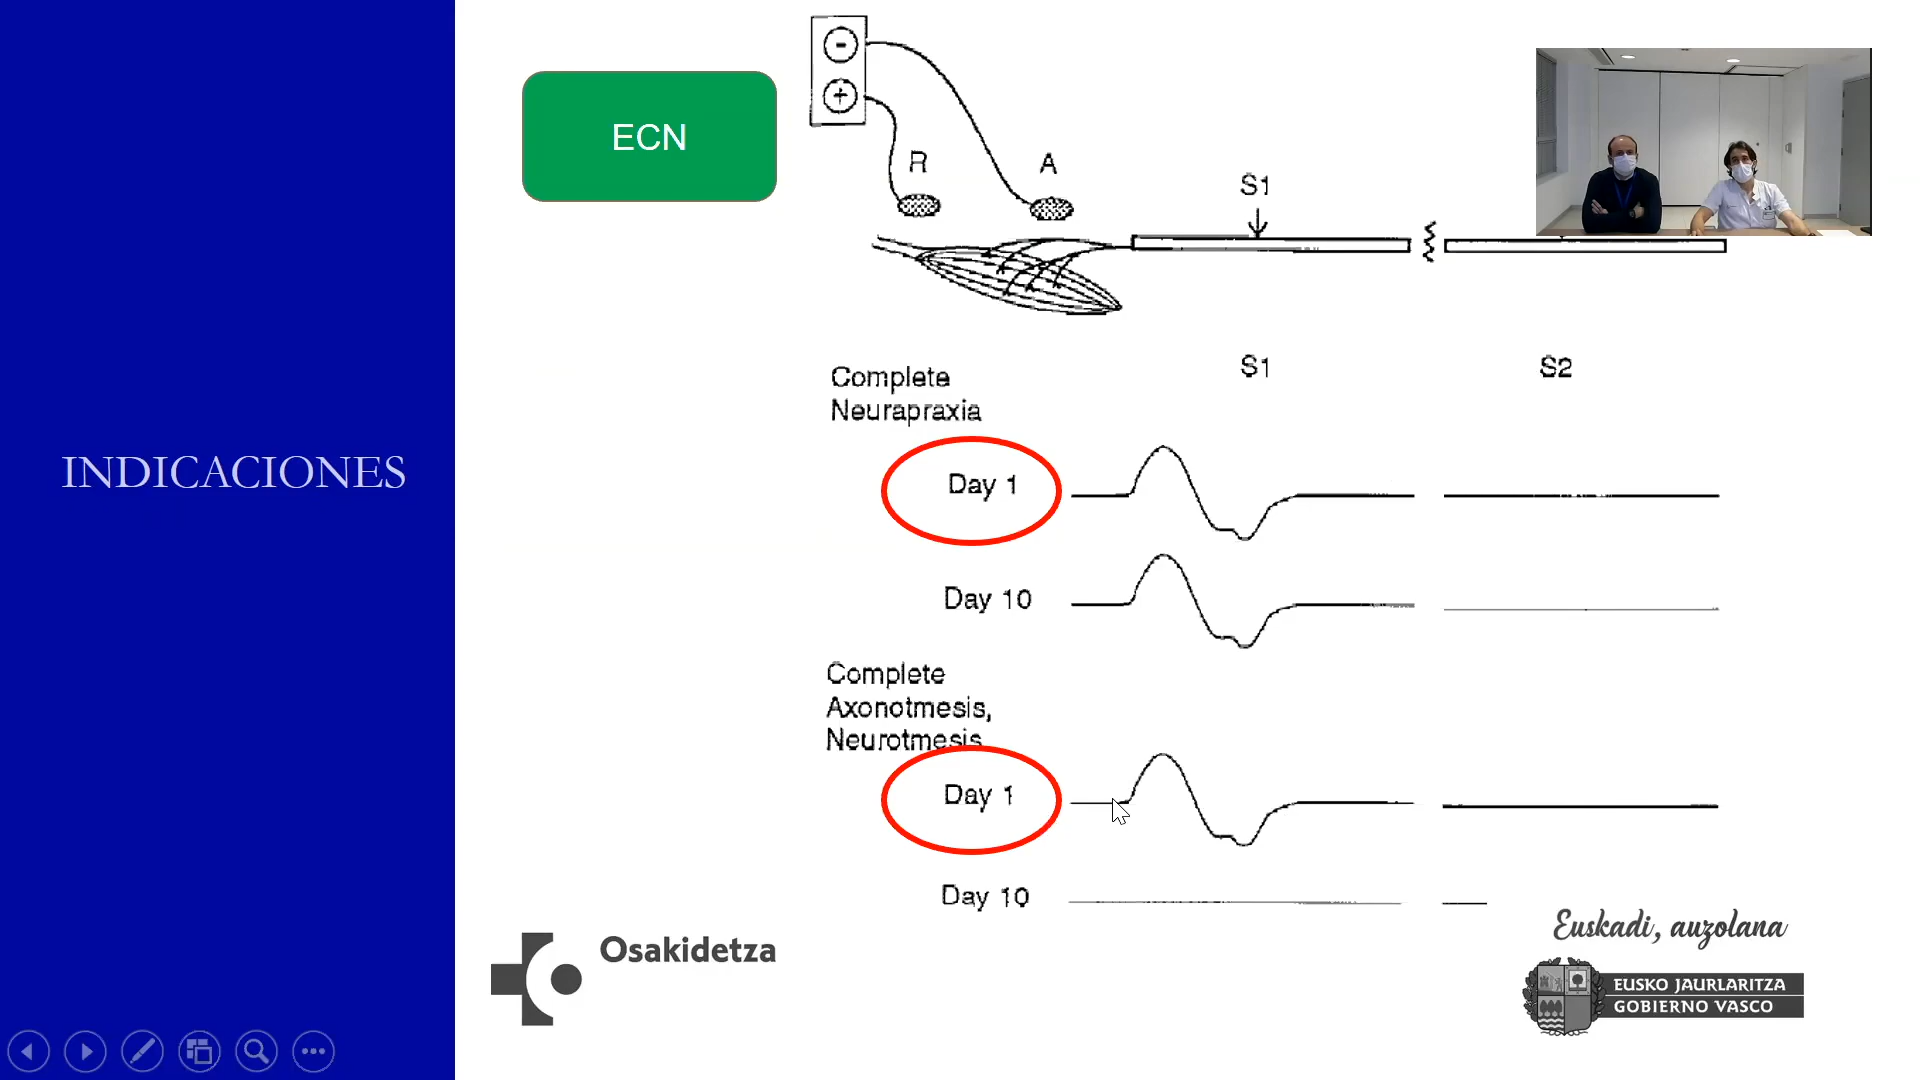 INDICACIONES
ECN
-
+
R
A
S1
S1
S2
Complete
Neurapraxia
Day 1
Day 10
Complete
Axonotmesis,
Neurotmesis
Day 1
Day 10
Osakidetza
Euskadi, auzolana
EUSKO JAURLARITZA
GOBIERNO VASCO